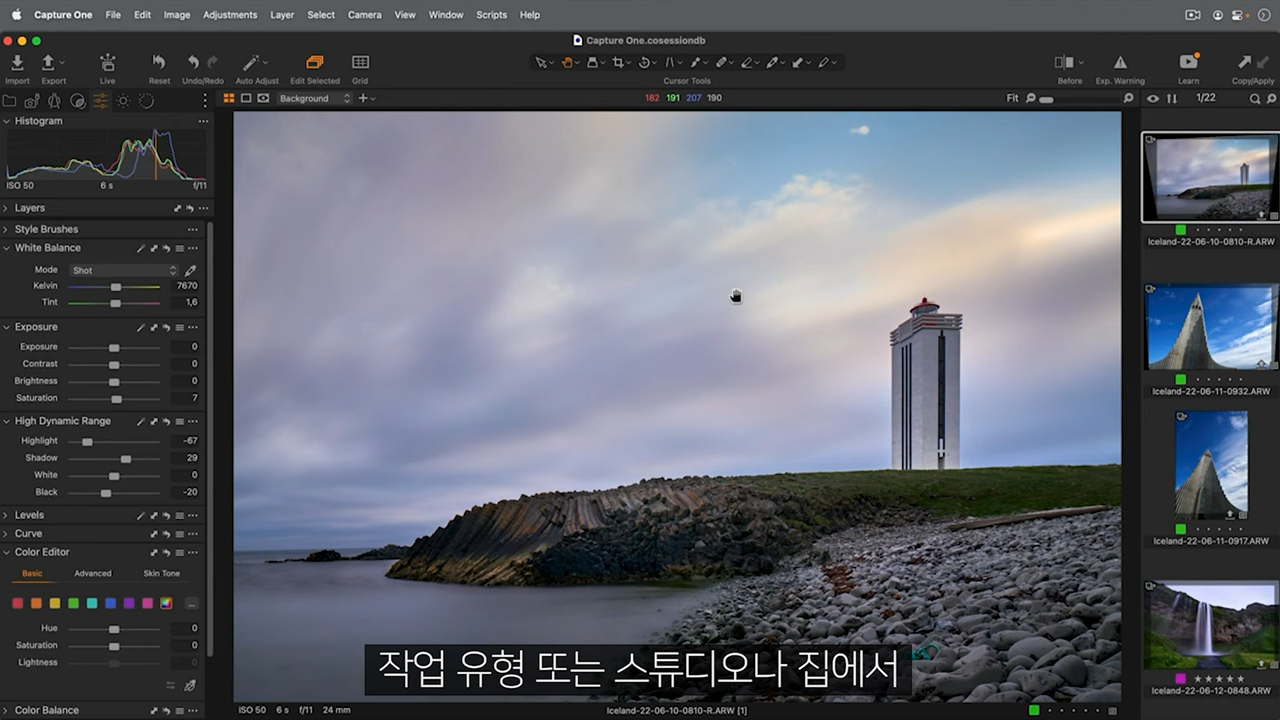 Capture One File Edit Image Adjustments Layer Select Camera View Window Scripts Help
Capture One.cosessiondb
Import Export Live Reset Undo/Redo Auto Adjust Edit Selected Grid Cursor Tools Before Exp. Warning Learn Copy/Apply
Background 182 191 207 190 Fit 1/22
Histogram
ISO 50 6 s f/11
Layers
Style Brushes
White Balance
Mode Shot
Kelvin 7670
Tint 1,6
Exposure
Exposure 0
Contrast 0
Brightness 0
Saturation 7
High Dynamic Range
Highlight -67
Shadow 29
White 0
Black -20
Levels
Curve
Color Editor
Basic Advanced Skin Tone
Hue 0
Saturation 0
Lightness 0
Color Balance
Iceland-22-06-10-0810-R.ARW
Iceland-22-06-11-0932.ARW
Iceland-22-06-11-0917.ARW
Iceland-22-06-12-0848.ARW
작업 유형 또는 스튜디오나 집에서
ISO 50 6 s f/11 24 mm Iceland-22-06-10-0810-R.ARW [1]